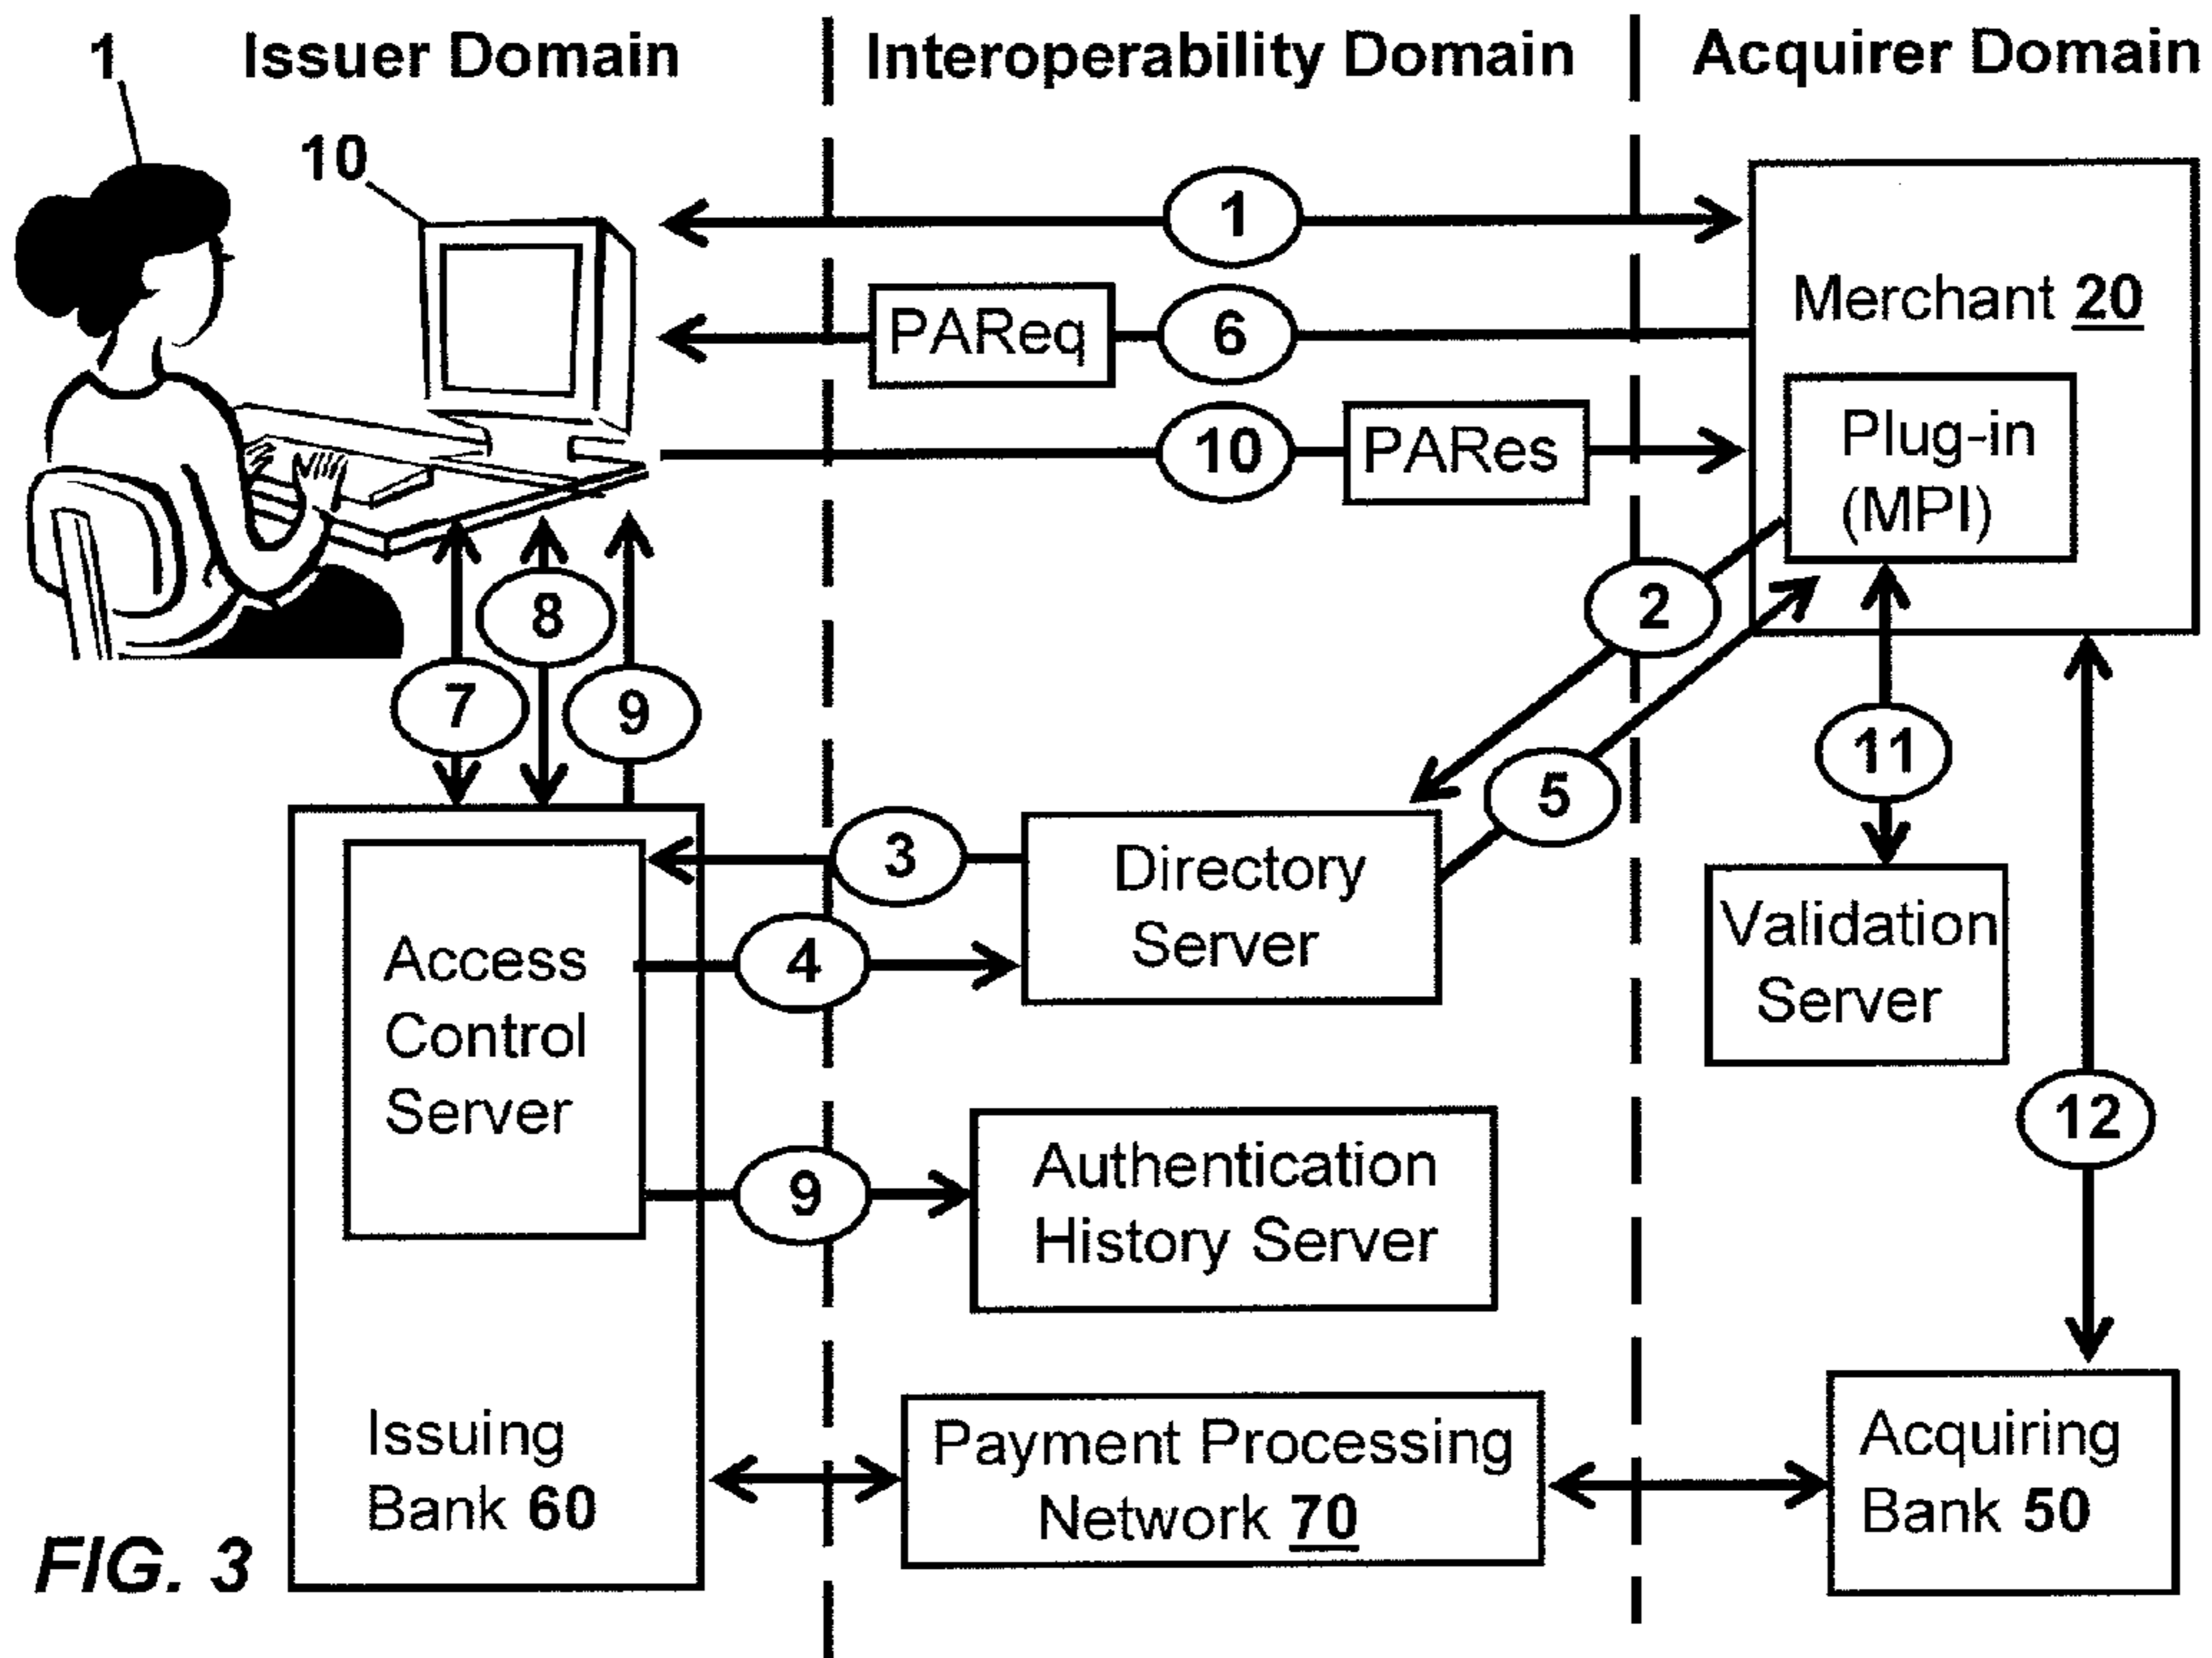 Issuer Domain
Interoperability Domain
Acquirer Domain
1
10
1
Merchant 20
PAReq
6
10
PARes
Plug-in
(MPI)
2
8
7
9
11
5
3
Directory
Server
Validation
Server
4
Access
Control
Server
12
9
Authentication
History Server
Issuing
Bank 60
Payment Processing
Network 70
Acquiring
Bank 50
FIG. 3